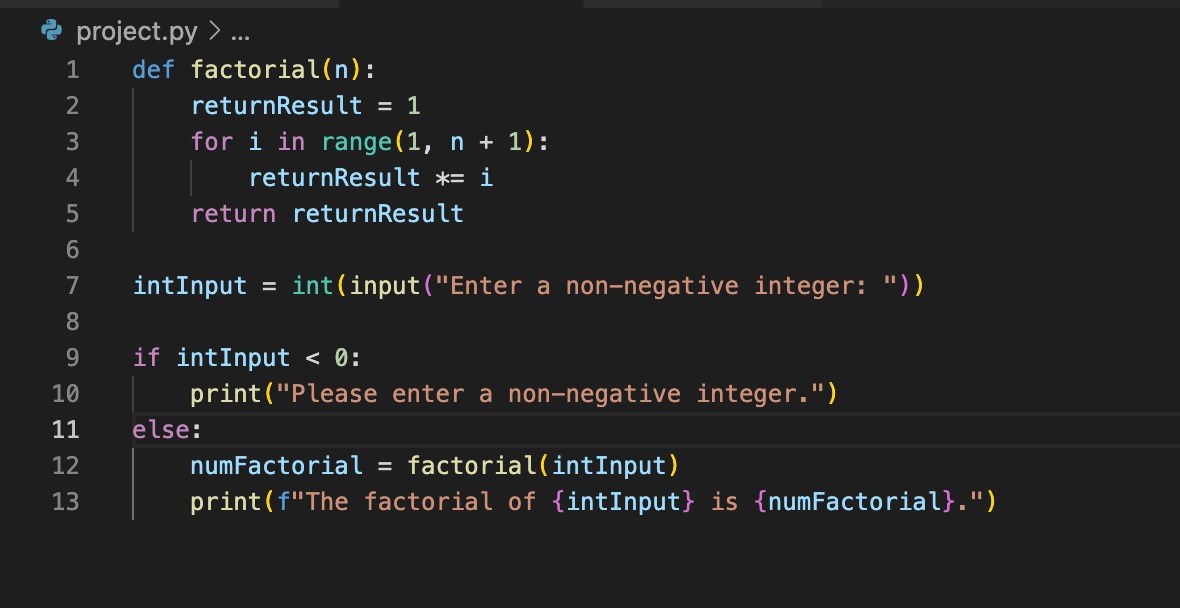 project.py > ...
1 def factorial(n):
2     returnResult = 1
3     for i in range(1, n + 1):
4         returnResult *= i
5     return returnResult
6
7 intInput = int(input("Enter a non-negative integer: "))
8
9 if intInput < 0:
10     print("Please enter a non-negative integer.")
11 else:
12     numFactorial = factorial(intInput)
13     print(f"The factorial of {intInput} is {numFactorial}.")